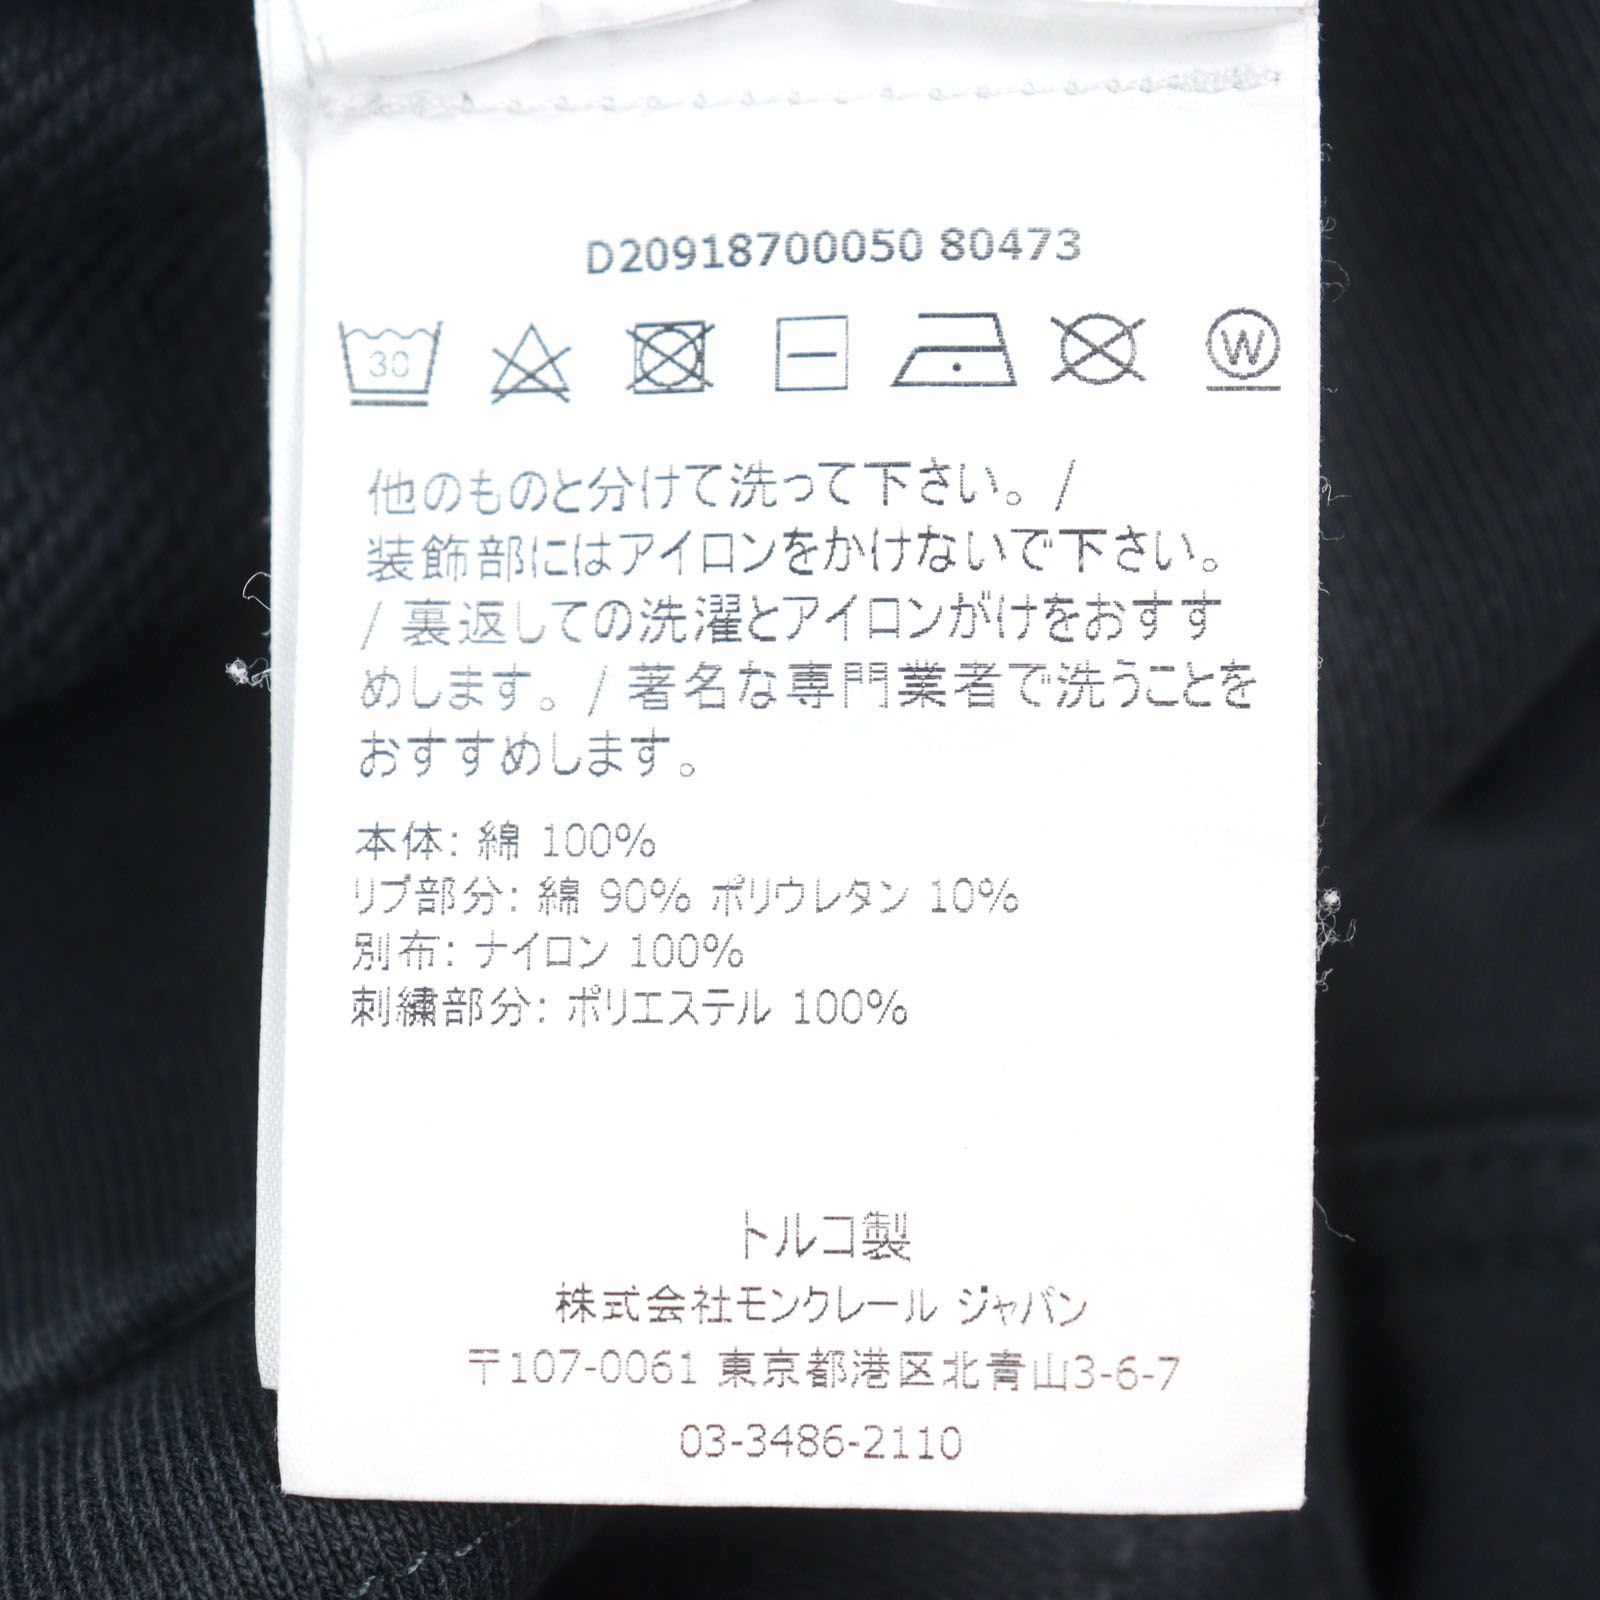 D20918700050 80473
30 W
他のものと分けて洗って下さい。/
装飾部にはアイロンをかけないで下さい。
/ 裏返しての洗濯とアイロンがけをおすす
めします。/ 著名な専門業者で洗うことを
おすすめします。
本体: 綿 100%
リブ部分: 綿 90% ポリウレタン 10%
別布: ナイロン 100%
刺繍部分: ポリエステル 100%
トルコ製
株式会社モンクレール ジャパン
〒107-0061 東京都港区北青山3-6-7
03-3486-2110